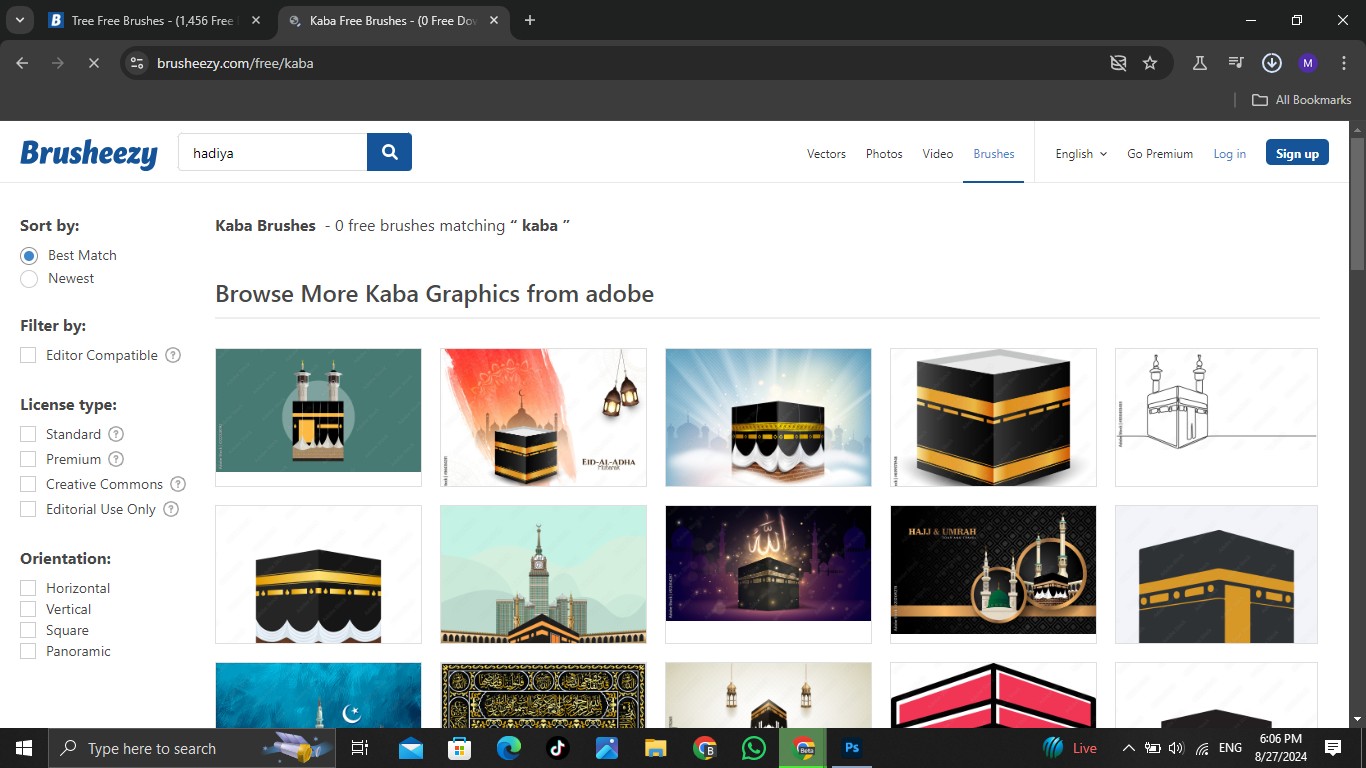 Tree Free Brushes - (1,456 Free
Kaba Free Brushes - (0 Free Do
brusheezy.com/free/kaba
M
All Bookmarks
Brusheezy
hadiya
Vectors
Photos
Video
Brushes
English
Go Premium
Log in
Sign up
Sort by:
Best Match
Newest
Filter by:
Editor Compatible ?
License type:
Standard ?
Premium ?
Creative Commons ?
Editorial Use Only ?
Orientation:
Horizontal
Vertical
Square
Panoramic
Kaba Brushes - 0 free brushes matching “ kaba ”
Browse More Kaba Graphics from adobe
EID-AL-ADHA
Mubarak
الله
HAJJ & UMRAH
Type here to search
Ps
Live
ENG
6:06 PM
8/27/2024